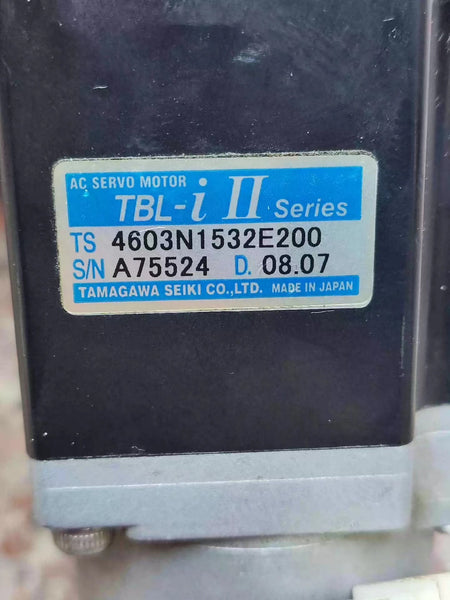 AC SERVO MOTOR
TBL-i II Series
TS 4603N1532E200
S/N A75524 D. 08.07
TAMAGAWA SEIKI CO.,LTD. MADE IN JAPAN